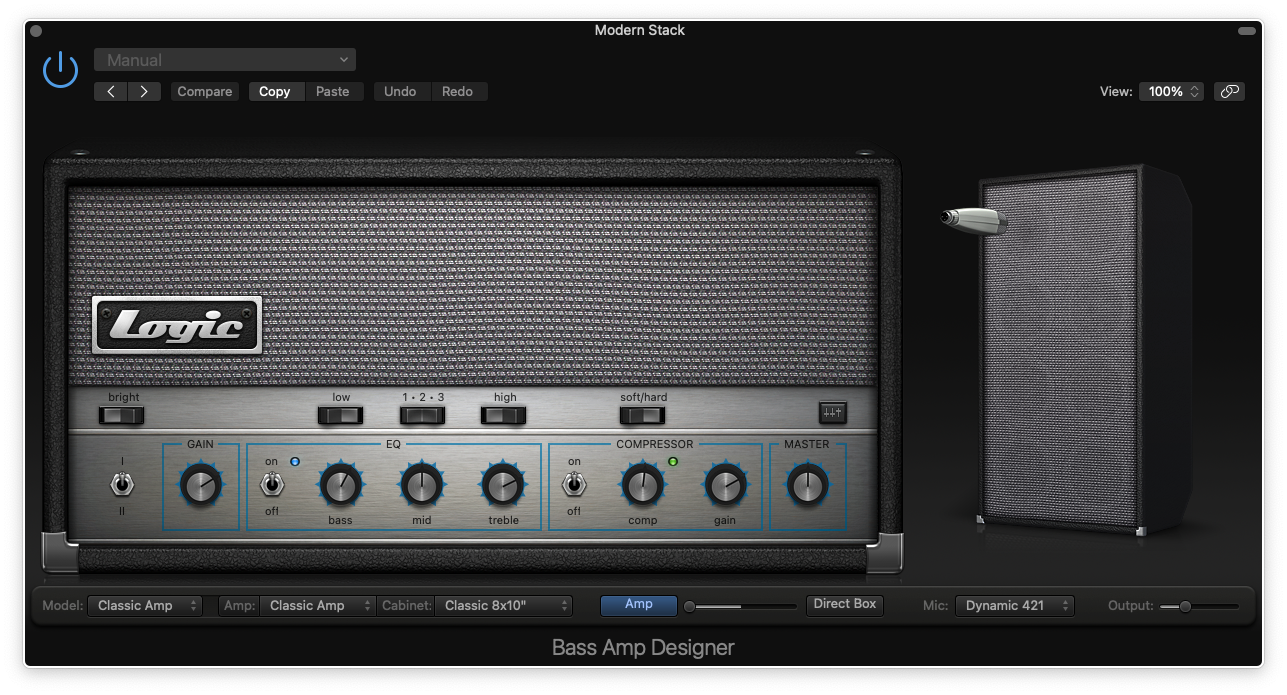 Modern Stack
Manual
Compare Copy Paste Undo Redo
View: 100%
Logic
bright low 1 • 2 • 3 high soft/hard
GAIN EQ COMPRESSOR MASTER
I on on
II off bass mid treble off comp gain
Model: Classic Amp Amp: Classic Amp Cabinet: Classic 8x10" Amp Direct Box Mic: Dynamic 421 Output:
Bass Amp Designer